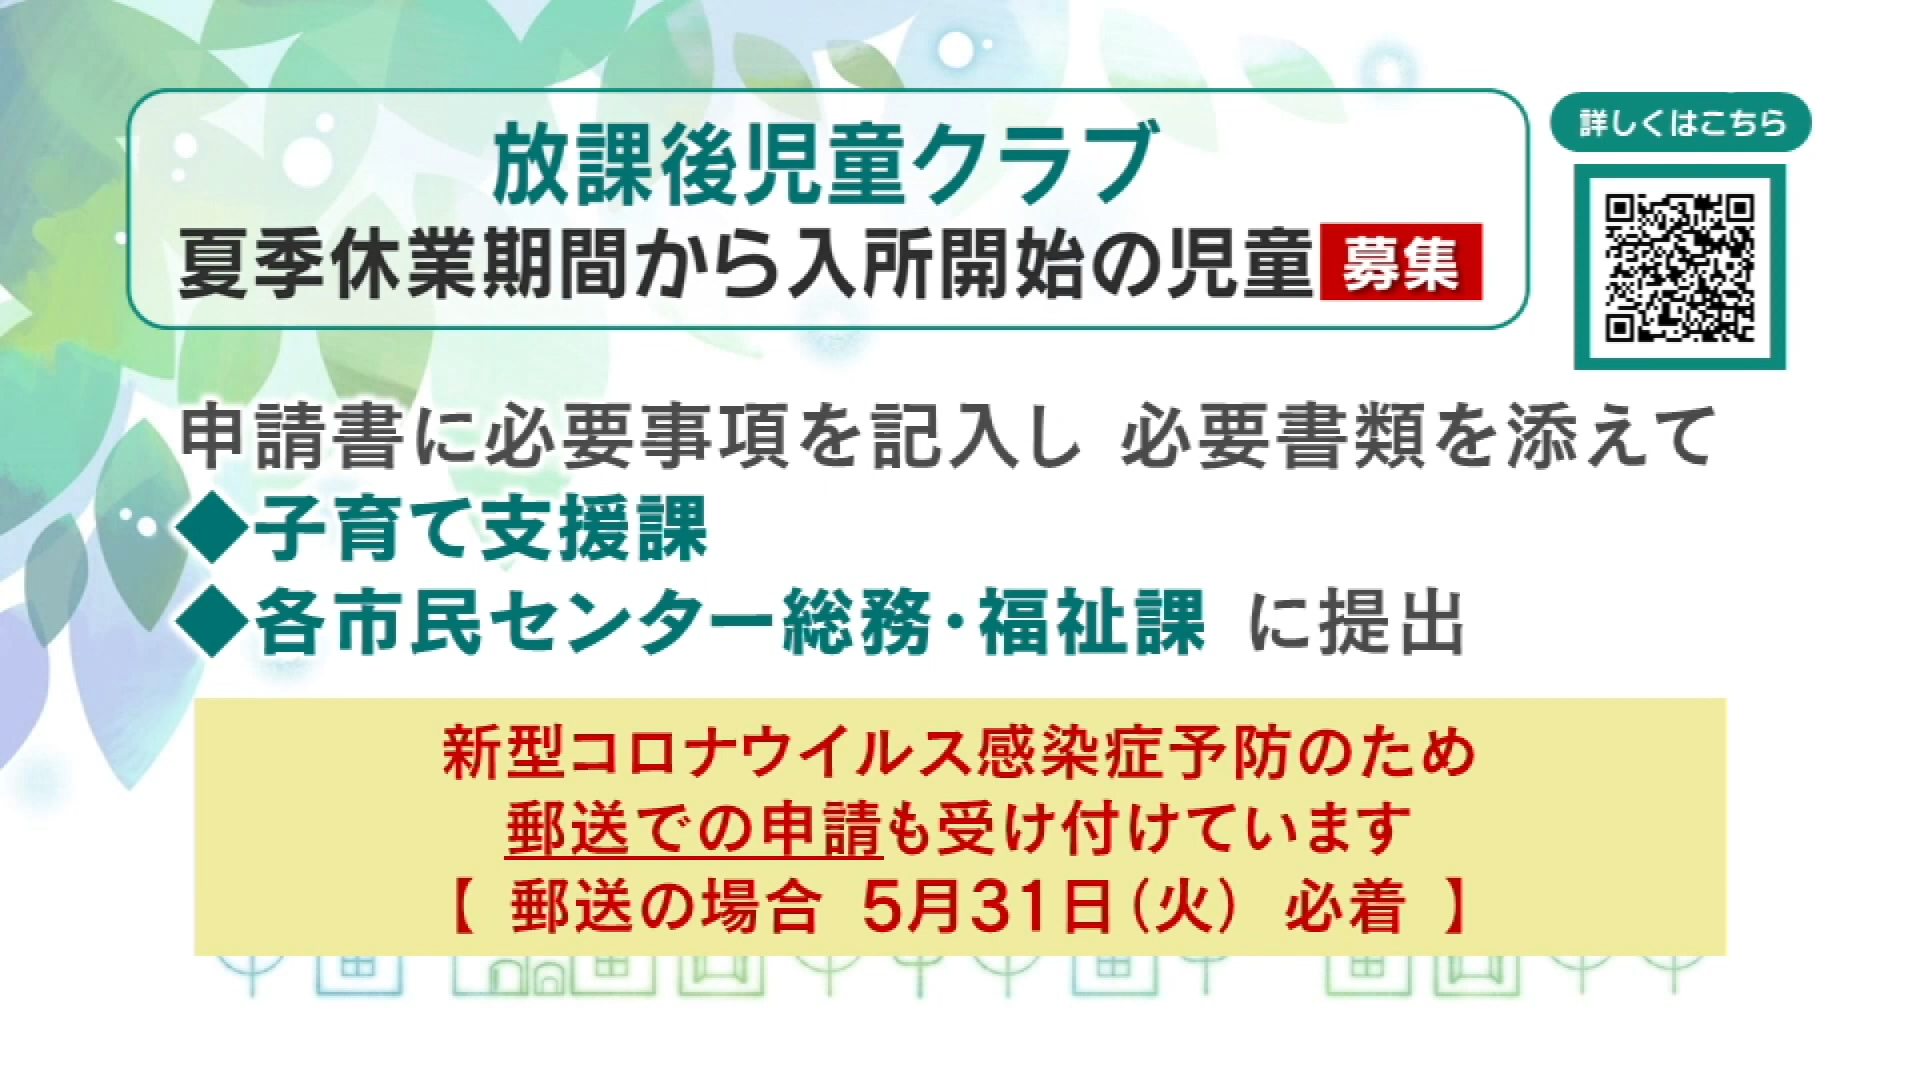 放課後児童クラブ
夏季休業期間から入所開始の児童 募集
詳しくはこちら
申請書に必要事項を記入し 必要書類を添えて
◆子育て支援課
◆各市民センター総務・福祉課 に提出
新型コロナウイルス感染症予防のため
郵送での申請も受け付けています
【 郵送の場合 5月31日(火) 必着 】